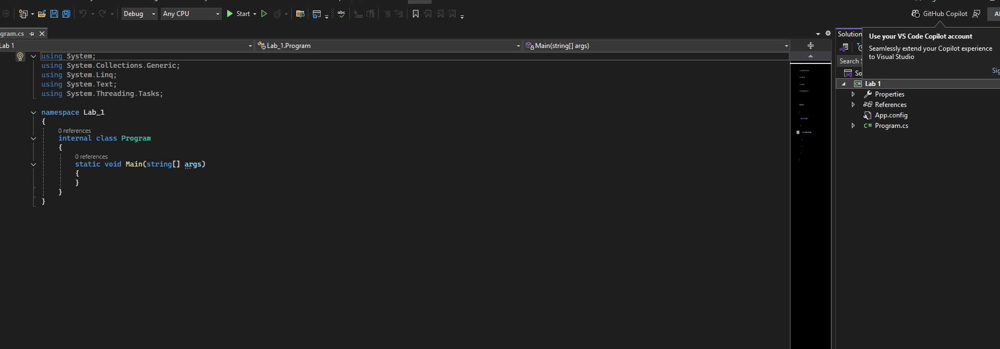 Debug
Any CPU
Start
abc
GitHub Copilot
gram.cs
Solution
Use your VS Code Copilot account
Seamlessly extend your Copilot experience
to Visual Studio
Lab 1
Lab_1.Program
Main(string[] args)
using System;
using System.Collections.Generic;
using System.Linq;
using System.Text;
using System.Threading.Tasks;
namespace Lab_1
{
0 references
internal class Program
{
0 references
static void Main(string[] args)
{
}
}
}
Search
Sig
So
C# Lab 1
Properties
References
App.config
C# Program.cs